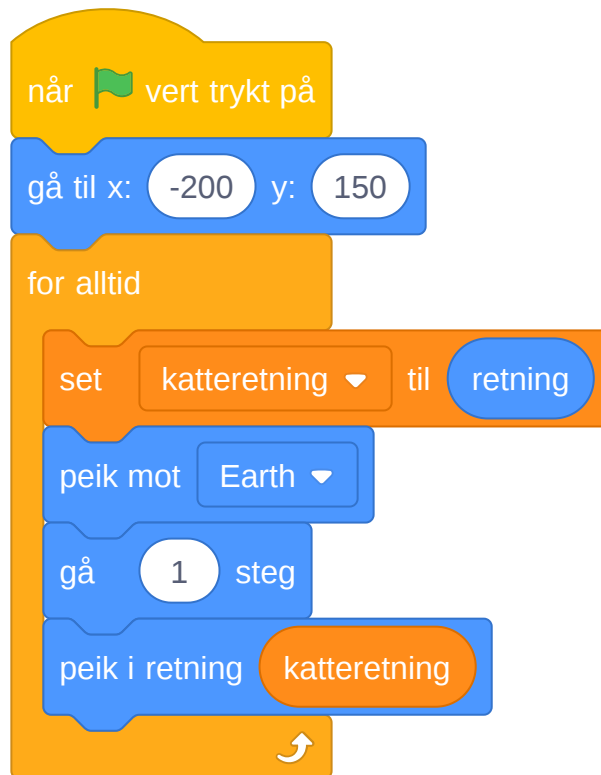 når vert trykt på
gå til x: -200 y: 150
for alltid
set katteretning til retning
peik mot Earth
gå 1 steg
peik i retning katteretning